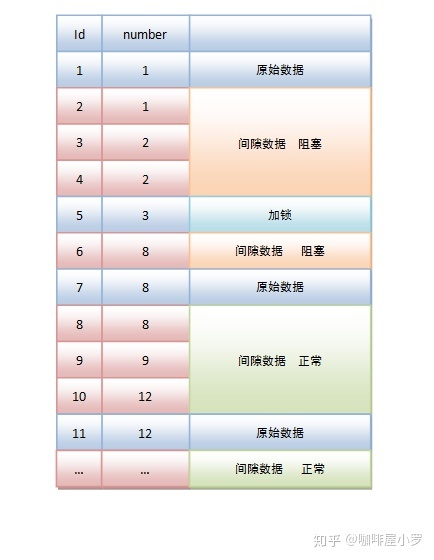 Id number
1 1 原始数据
2 1
3 2 间隙数据 阻塞
4 2
5 3 加锁
6 8 间隙数据 阻塞
7 8 原始数据
8 8
9 9 间隙数据 正常
10 12
11 12 原始数据
... ... 间隙数据 正常
知乎 @咖啡屋小罗